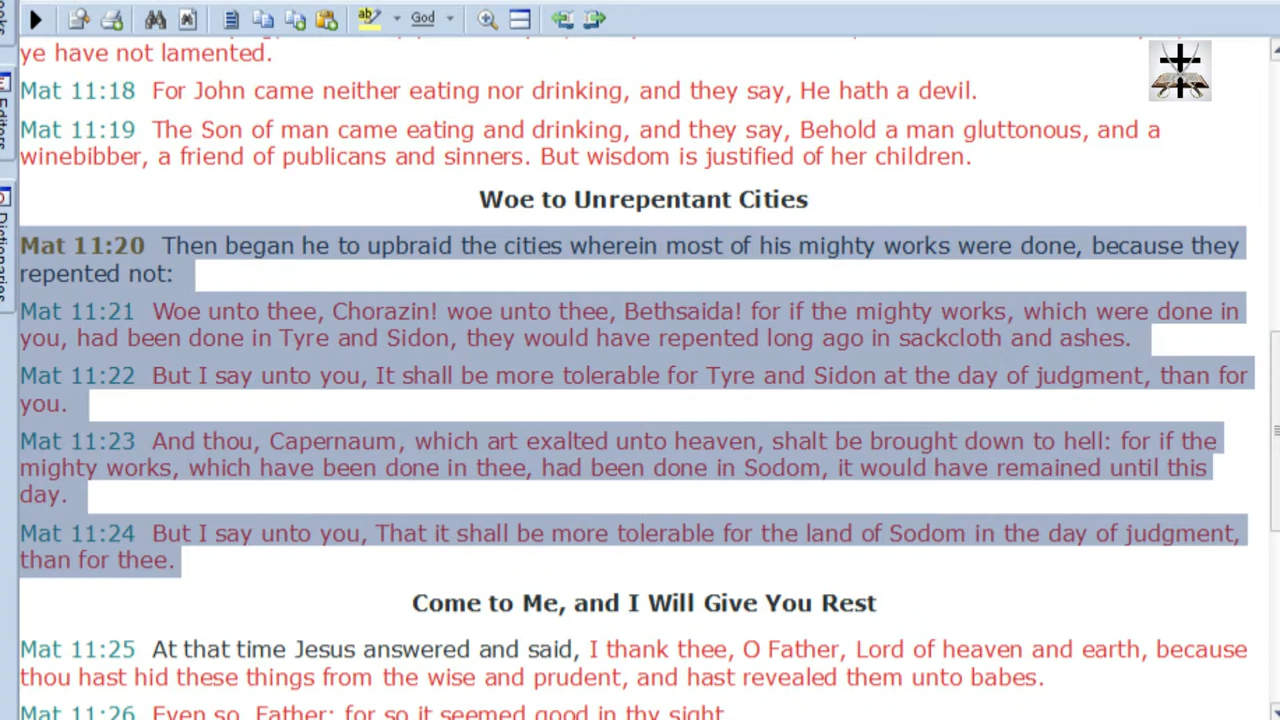 God
ye have not lamented.
Mat 11:18 For John came neither eating nor drinking, and they say, He hath a devil.
Mat 11:19 The Son of man came eating and drinking, and they say, Behold a man gluttonous, and a
winebibber, a friend of publicans and sinners. But wisdom is justified of her children.
Woe to Unrepentant Cities
Mat 11:20 Then began he to upbraid the cities wherein most of his mighty works were done, because they
repented not:
Mat 11:21 Woe unto thee, Chorazin! woe unto thee, Bethsaida! for if the mighty works, which were done in
you, had been done in Tyre and Sidon, they would have repented long ago in sackcloth and ashes.
Mat 11:22 But I say unto you, It shall be more tolerable for Tyre and Sidon at the day of judgment, than for
you.
Mat 11:23 And thou, Capernaum, which art exalted unto heaven, shalt be brought down to hell: for if the
mighty works, which have been done in thee, had been done in Sodom, it would have remained until this
day.
Mat 11:24 But I say unto you, That it shall be more tolerable for the land of Sodom in the day of judgment,
than for thee.
Come to Me, and I Will Give You Rest
Mat 11:25 At that time Jesus answered and said, I thank thee, O Father, Lord of heaven and earth, because
thou hast hid these things from the wise and prudent, and hast revealed them unto babes.
Mat 11:26 Even so, Father: for so it seemed good in thy sight.
Editors
Dictionaries